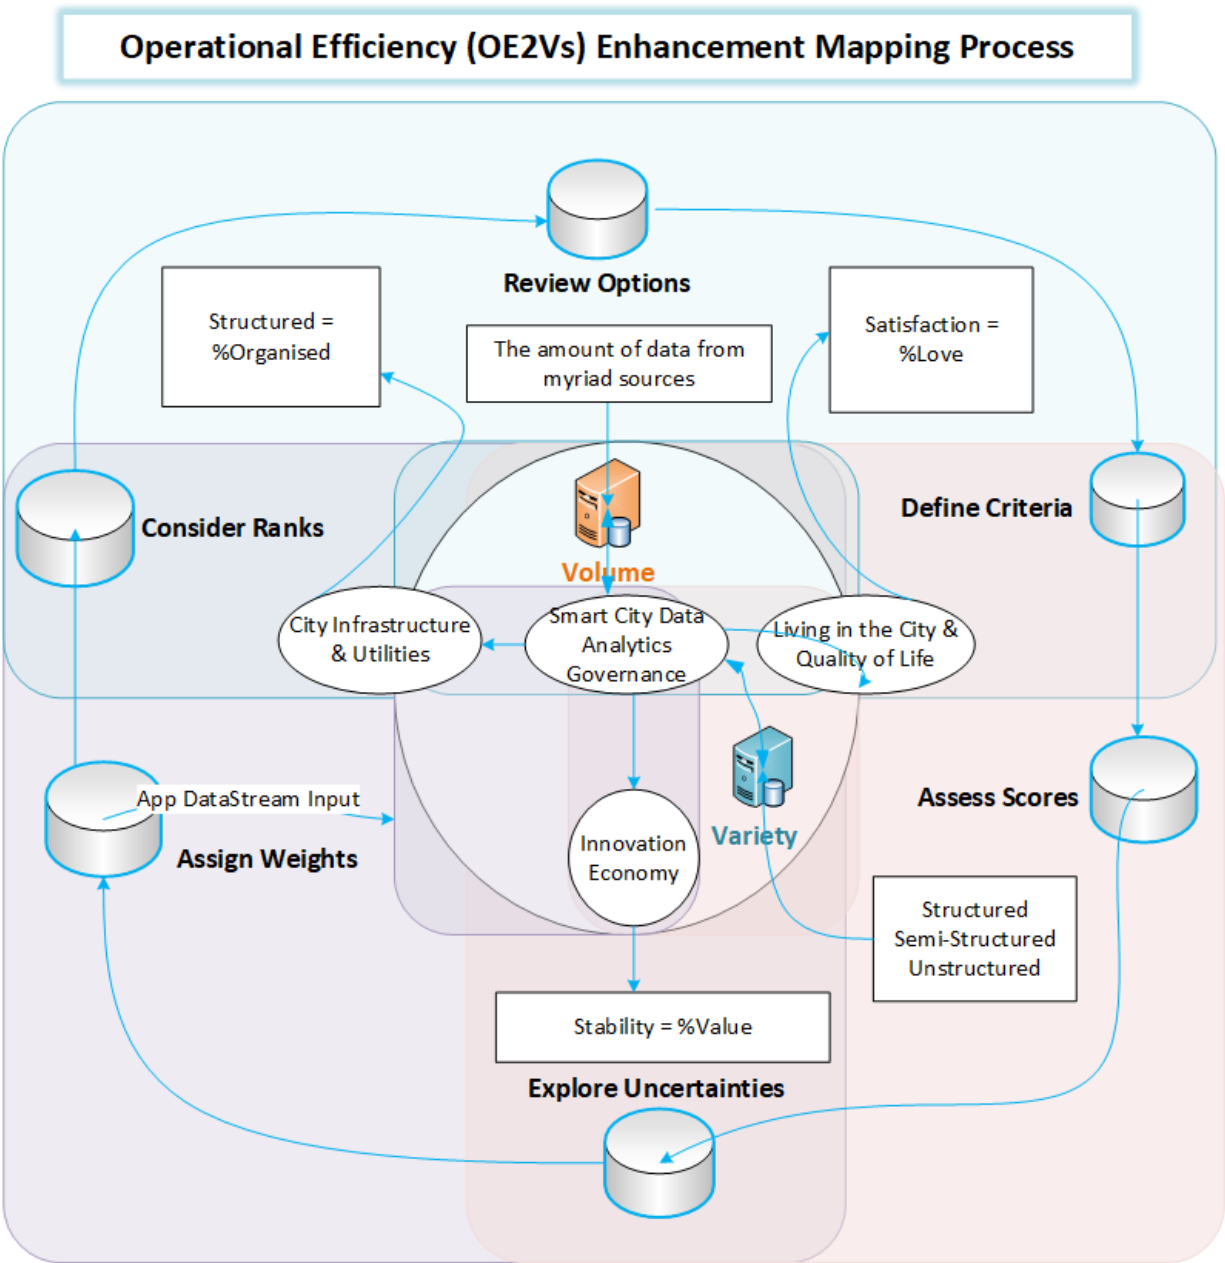 Operational Efficiency (OE2Vs) Enhancement Mapping Process
Review Options
Structured =
%Organised
The amount of data from
myriad sources
Satisfaction =
%Love
Consider Ranks
Define Criteria
Volume
City Infrastructure
& Utilities
Smart City Data
Analytics
Governance
Living in the City &
Quality of Life
App DataStream Input
Assign Weights
Variety
Assess Scores
Innovation
Economy
Structured
Semi-Structured
Unstructured
Stability = %Value
Explore Uncertainties